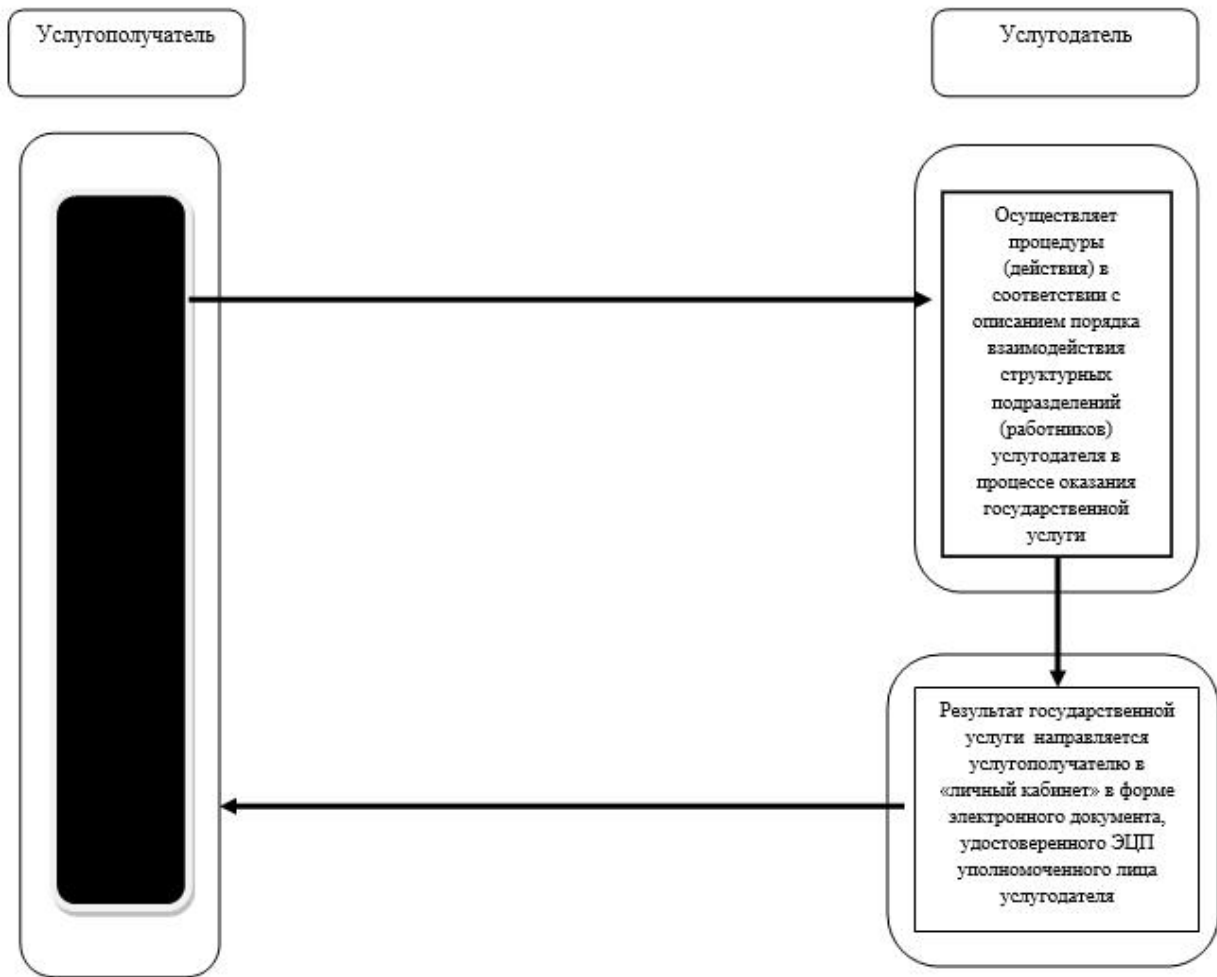 Услугополучатель
Услугодатель
Осуществляет
процедуры
(действия) в
соответствии с
описанием порядка
взаимодействия
структурных
подразделений
(работников)
услугодателя в
процессе оказания
государственной
услуги
Результат государственной
услуги направляется
услугополучателю в
«личный кабинет» в форме
электронного документа,
удостоверенного ЭЦП
уполномоченного лица
услугодателя